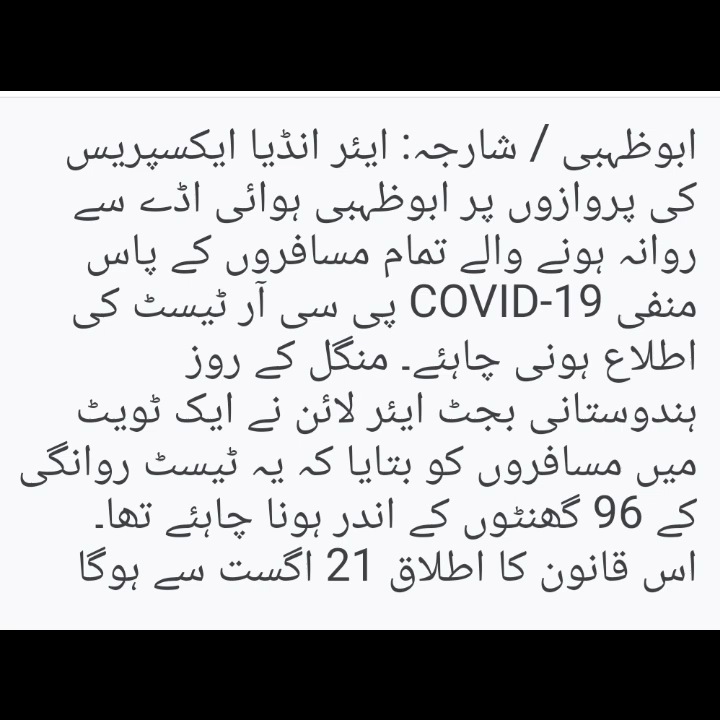 ابوظہبی / شارجہ: ایئر انڈیا ایکسپریس
کی پروازوں پر ابوظہبی ہوائی اڈے سے
روانہ ہونے والے تمام مسافروں کے پاس
منفی COVID-19 پی سی آر ٹیسٹ کی
اطلاع ہونی چاہئے۔ منگل کے روز
ہندوستانی بجٹ ایئر لائن نے ایک ٹویٹ
میں مسافروں کو بتایا کہ یہ ٹیسٹ روانگی
کے 96 گھنٹوں کے اندر ہونا چاہئے تھا۔
اس قانون کا اطلاق 21 اگست سے ہوگا